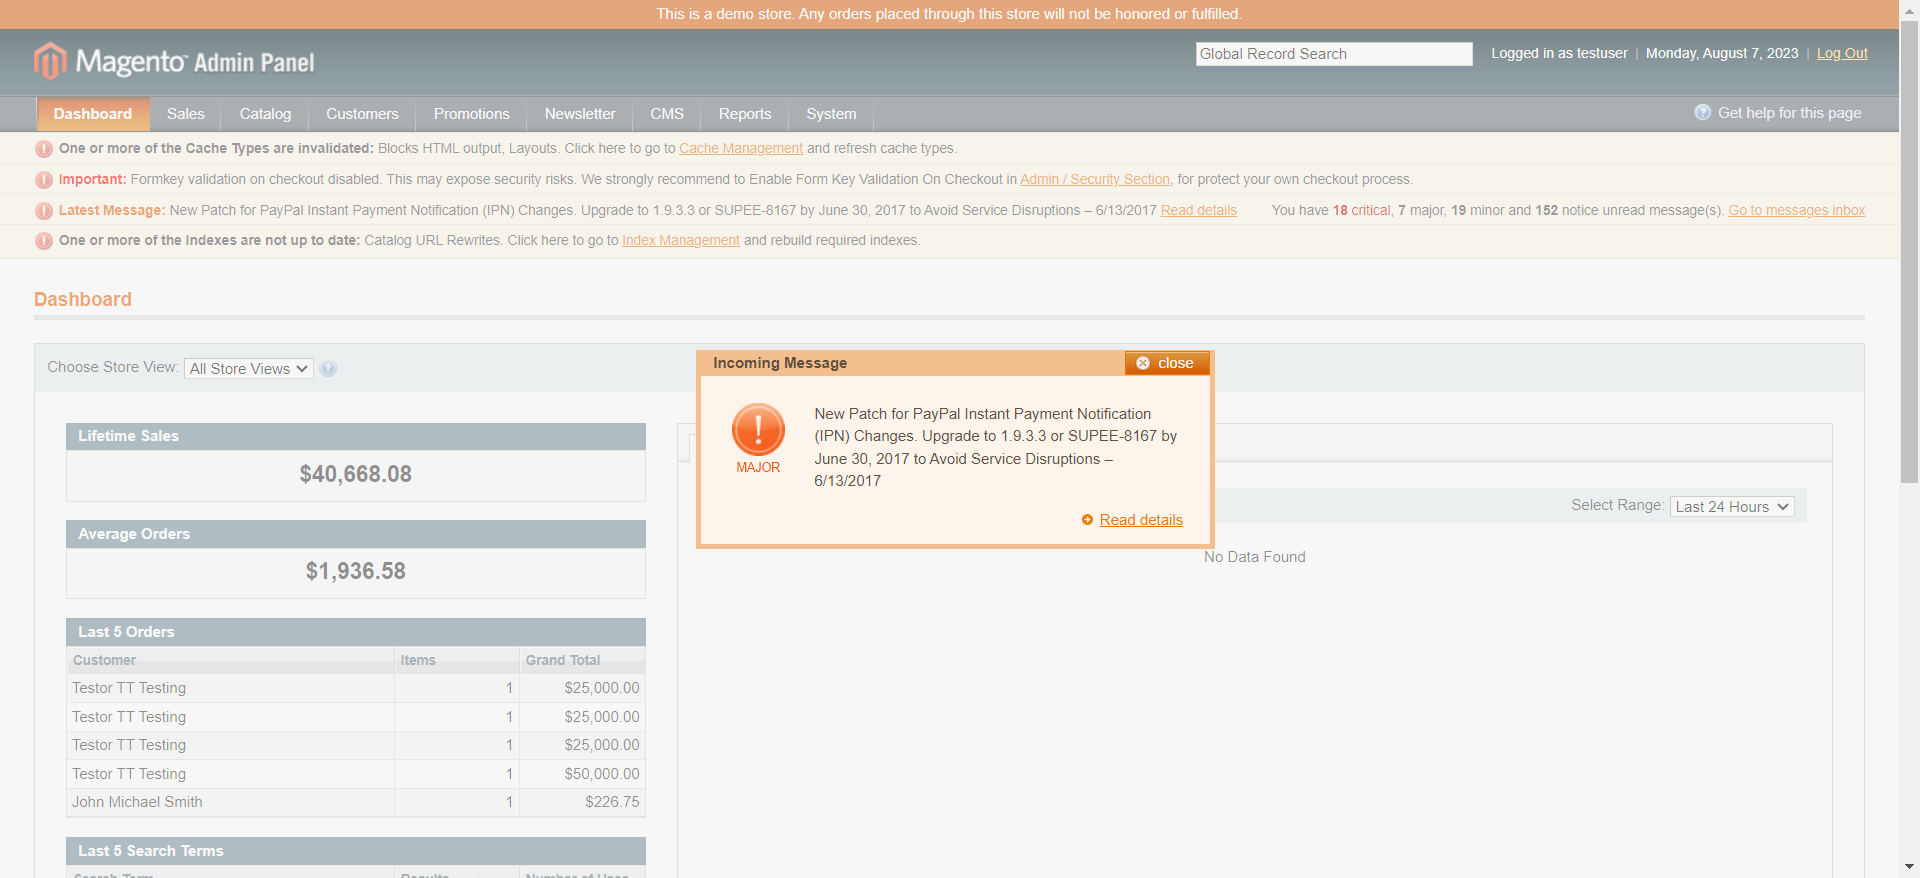 This is a demo store. Any orders placed through this store will not be honored or fulfilled.
Magento Admin Panel
Global Record Search
Logged in as testuser | Monday, August 7, 2023 | Log Out
Dashboard Sales Catalog Customers Promotions Newsletter CMS Reports System
Get help for this page
One or more of the Cache Types are invalidated: Blocks HTML output, Layouts. Click here to go to Cache Management and refresh cache types.
Important: Formkey validation on checkout disabled. This may expose security risks. We strongly recommend to Enable Form Key Validation On Checkout in Admin / Security Section, for protect your own checkout process.
Latest Message: New Patch for PayPal Instant Payment Notification (IPN) Changes. Upgrade to 1.9.3.3 or SUPEE-8167 by June 30, 2017 to Avoid Service Disruptions – 6/13/2017 Read details
You have 18 critical, 7 major, 19 minor and 152 notice unread message(s). Go to messages inbox
One or more of the Indexes are not up to date: Catalog URL Rewrites. Click here to go to Index Management and rebuild required indexes.
Dashboard
Choose Store View: All Store Views
Incoming Message
close
MAJOR
New Patch for PayPal Instant Payment Notification
(IPN) Changes. Upgrade to 1.9.3.3 or SUPEE-8167 by
June 30, 2017 to Avoid Service Disruptions –
6/13/2017
Read details
Lifetime Sales
$40,668.08
Average Orders
$1,936.58
Select Range: Last 24 Hours
No Data Found
Last 5 Orders
Customer Items Grand Total
Testor TT Testing 1 $25,000.00
Testor TT Testing 1 $25,000.00
Testor TT Testing 1 $25,000.00
Testor TT Testing 1 $50,000.00
John Michael Smith 1 $226.75
Last 5 Search Terms
Search Term Results Number of Uses